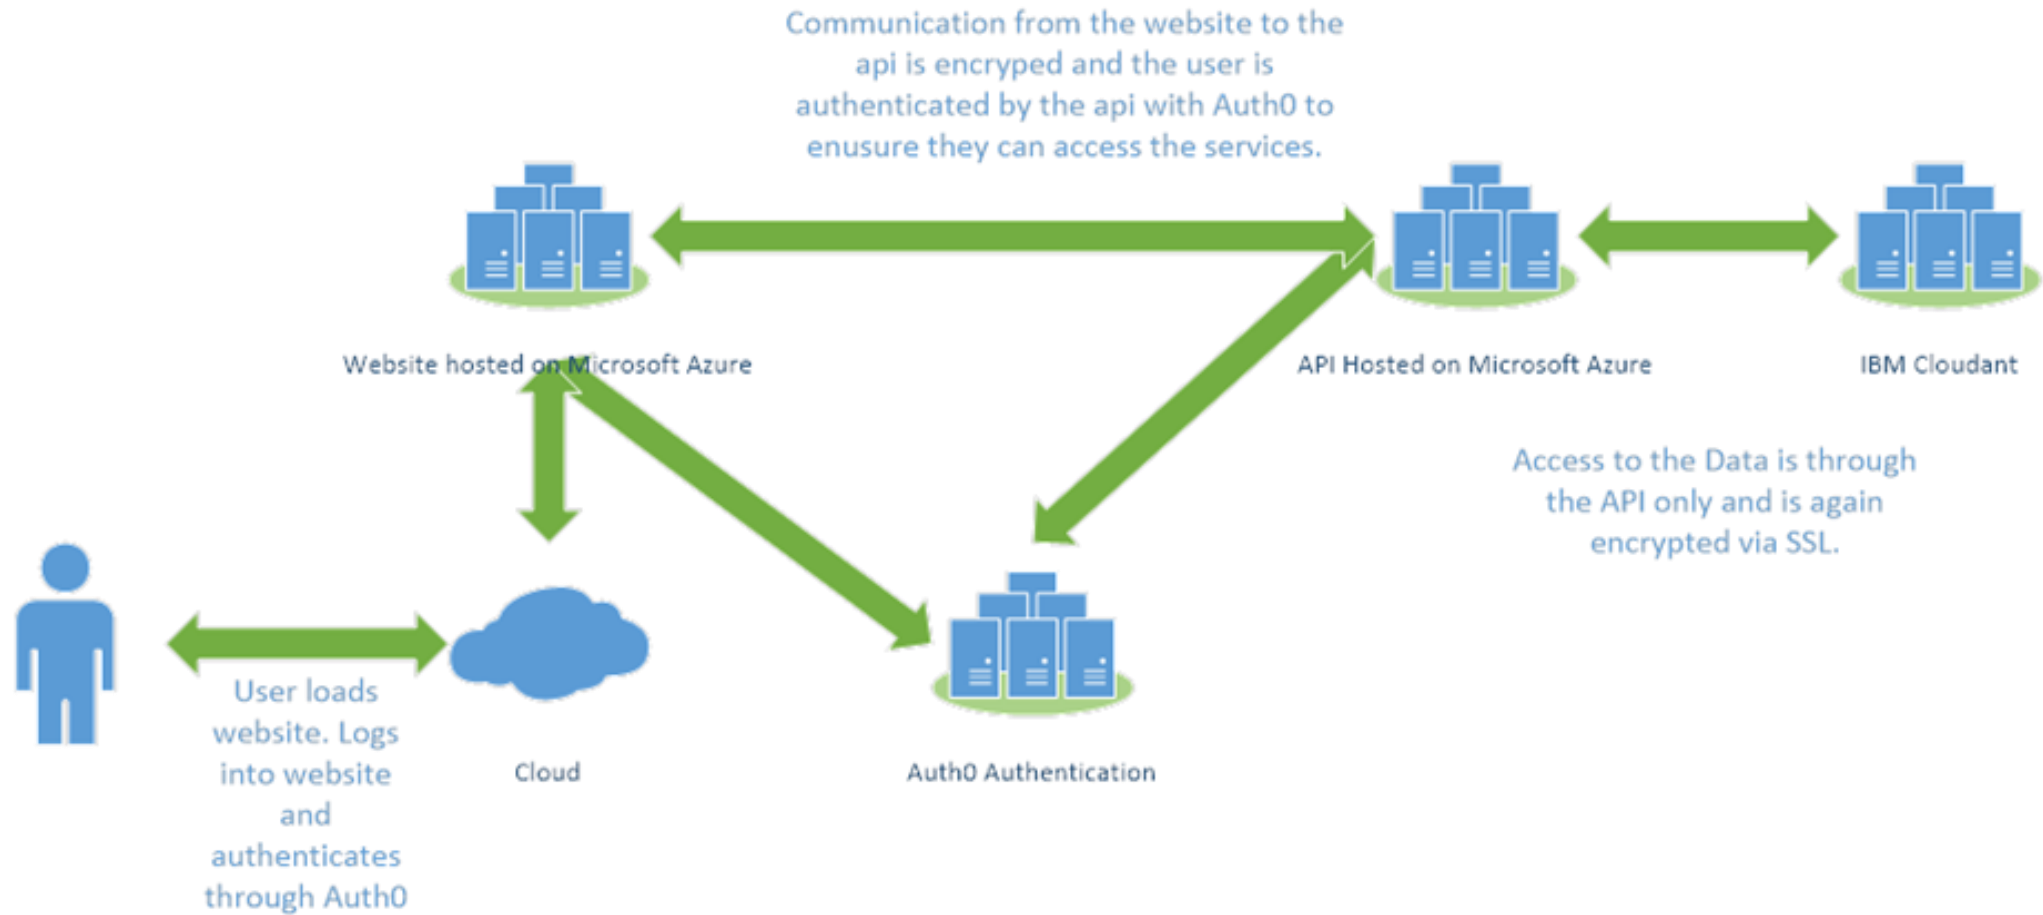 Communication from the website to the
api is encryped and the user is
authenticated by the api with Auth0 to
enusure they can access the services.
Website hosted on Microsoft Azure
API Hosted on Microsoft Azure
IBM Cloudant
Access to the Data is through
the API only and is again
encrypted via SSL.
User loads
website. Logs
into website
and
authenticates
through Auth0
Cloud
Auth0 Authentication